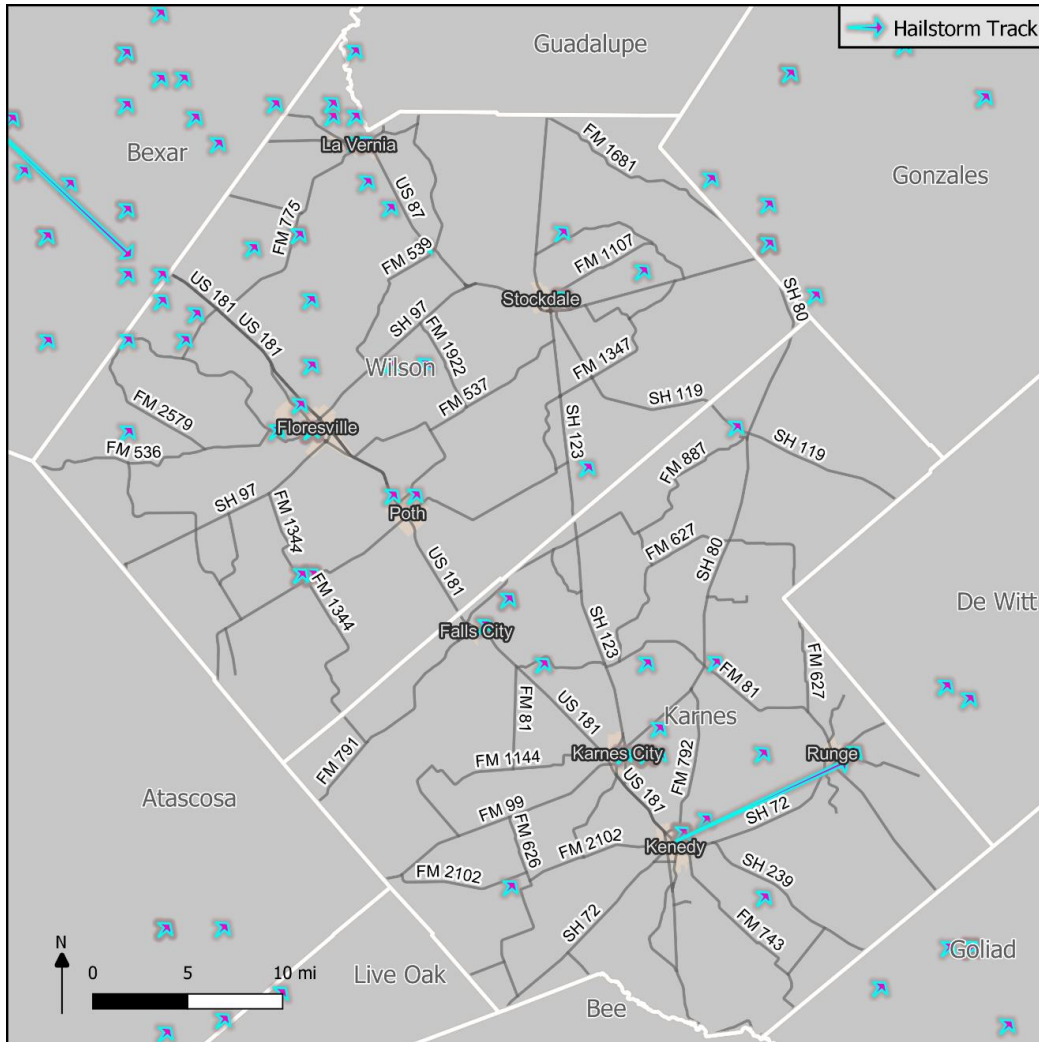 Hailstorm Track
Guadalupe
Bexar
La Vernia
FM 1681
Gonzales
US 87
FM 775
FM 539
FM 1107
US 181
US 181
Stockdale
SH 80
SH 97
FM 1922
FM 1347
Wilson
FM 537
SH 119
FM 2579
Floresville
FM 536
SH 123
SH 119
FM 887
SH 97
Poth
FM 1344
FM 627
SH 80
US 181
FM 1344
De Witt
Falls City
SH 123
FM 81
FM 627
FM 81
US 181
Karnes
FM 791
Karnes City
FM 792
Runge
FM 1144
US 181
Atascosa
FM 99
SH 72
FM 626
FM 2102
Kenedy
FM 2102
SH 239
SH 72
FM 743
N
Goliad
0 5 10 mi
Live Oak
Bee